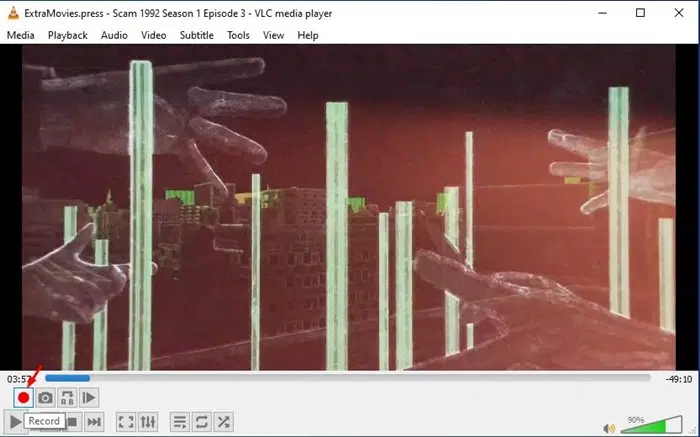 ExtraMovies.press - Scam 1992 Season 1 Episode 3 - VLC media player
Media Playback Audio Video Subtitle Tools View Help
03:57 -49:10
A B
Record
90%